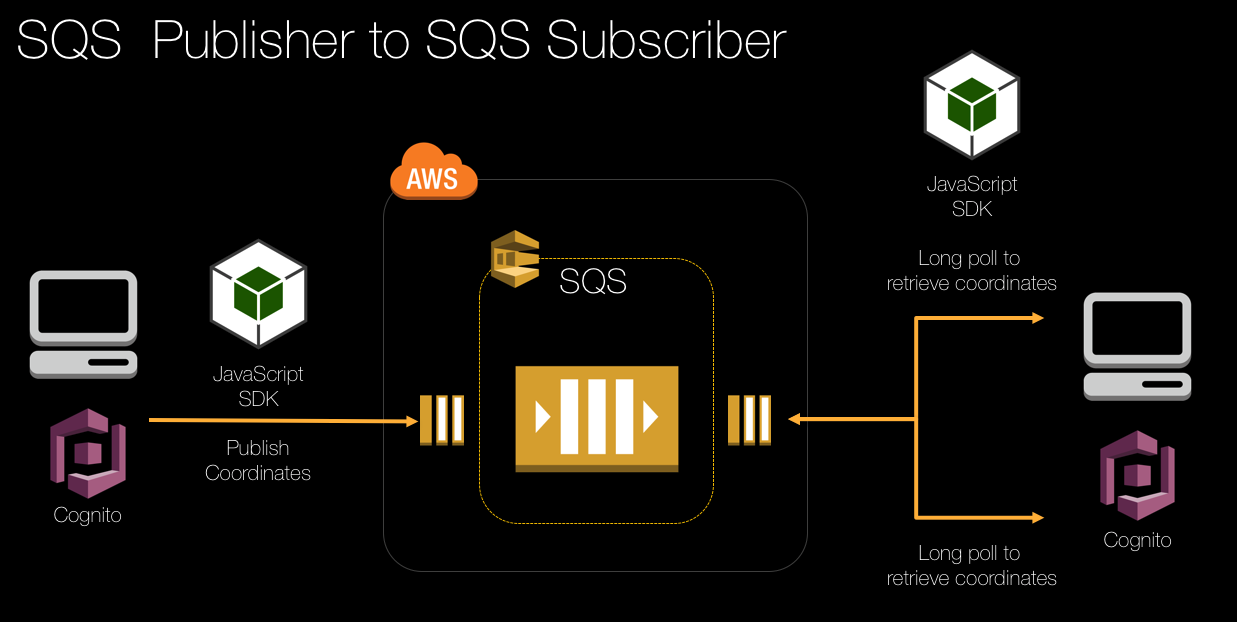 SQS  Publisher to SQS Subscriber
AWS
SQS
JavaScript
SDK
Publish
Coordinates
Cognito
JavaScript
SDK
Long poll to
retrieve coordinates
Long poll to
retrieve coordinates
Cognito